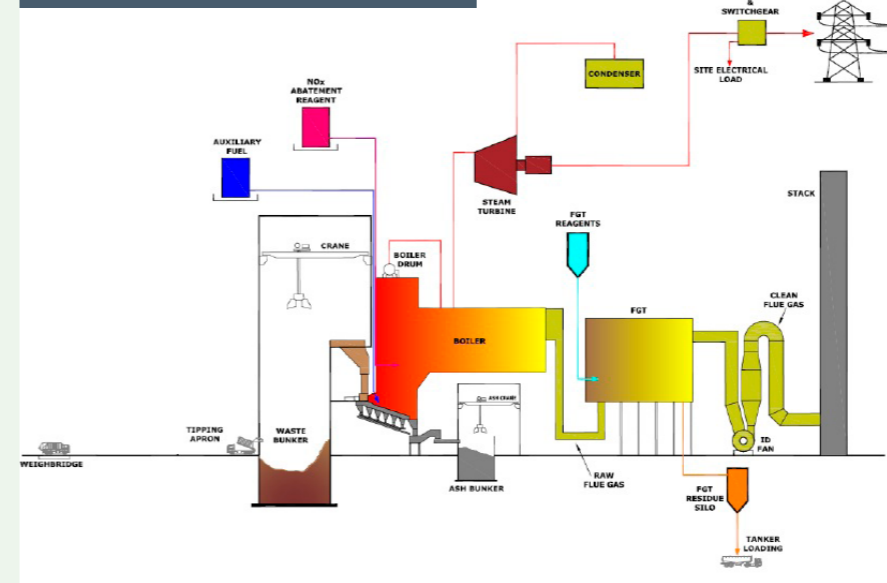 &
SWITCHGEAR
CONDENSER
SITE ELECTRICAL
LOAD
NOx
ABATEMENT
REAGENT
AUXILIARY
FUEL
STEAM
TURBINE
STACK
FGT
REAGENTS
CRANE
BOILER
DRUM
CLEAN
FLUE GAS
FGT
BOILER
ASH CRANE
TIPPING
APRON
WASTE
BUNKER
ID
FAN
WEIGHBRIDGE
RAW
FLUE GAS
ASH BUNKER
FGT
RESIDUE
SILO
TANKER
LOADING